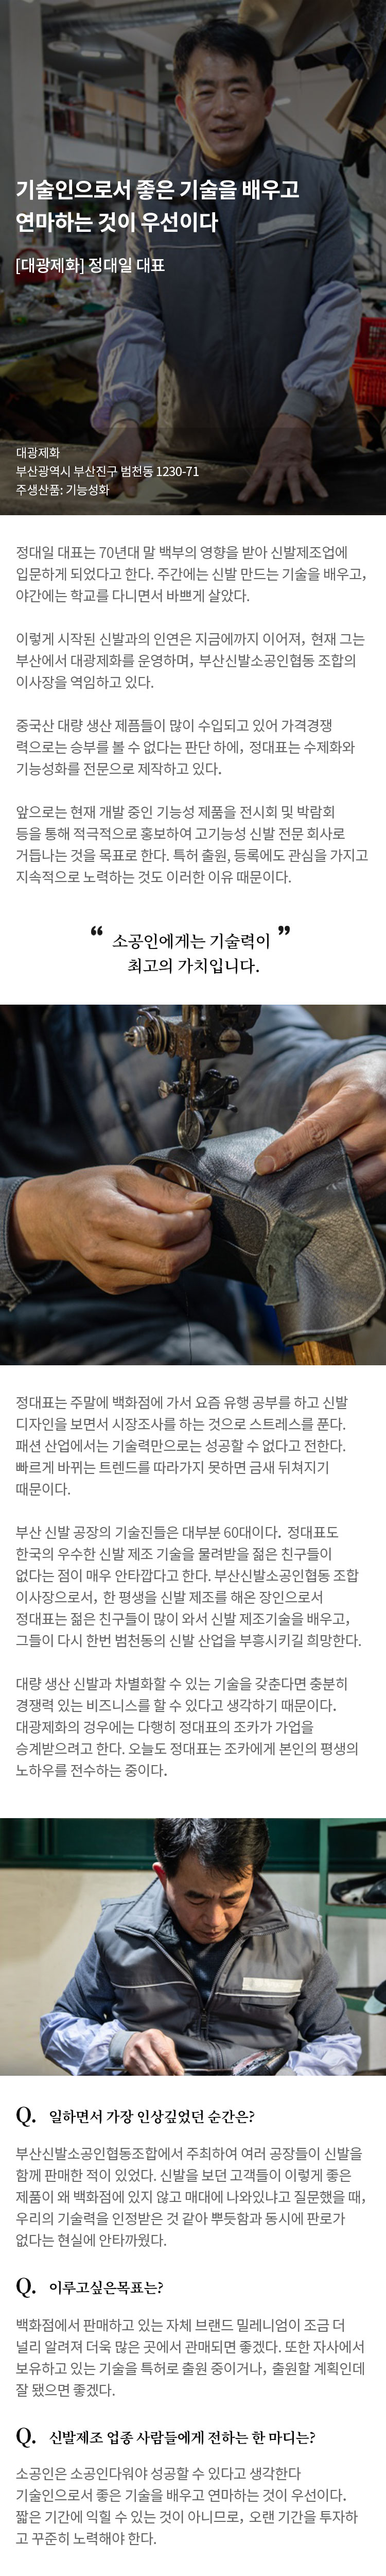 기술인으로서 좋은 기술을 배우고
연마하는 것이 우선이다
[대광제화] 정대일 대표
대광제화
부산광역시 부산진구 범천동 1230-71
주생산품: 기능성화
정대일 대표는 70년대 말 백부의 영향을 받아 신발제조업에
입문하게 되었다고 한다. 주간에는 신발 만드는 기술을 배우고,
야간에는 학교를 다니면서 바쁘게 살았다.
이렇게 시작된 신발과의 인연은 지금에까지 이어져, 현재 그는
부산에서 대광제화를 운영하며, 부산신발소공인협동 조합의
이사장을 역임하고 있다.
중국산 대량 생산 제픔들이 많이 수입되고 있어 가격경쟁
력으로는 승부를 볼 수 없다는 판단 하에, 정대표는 수제화와
기능성화를 전문으로 제작하고 있다.
앞으로는 현재 개발 중인 기능성 제품을 전시회 및 박람회
등을 통해 적극적으로 홍보하여 고기능성 신발 전문 회사로
거듭나는 것을 목표로 한다. 특허 출원, 등록에도 관심을 가지고
지속적으로 노력하는 것도 이러한 이유 때문이다.
“ 소공인에게는 기술력이 ”
최고의 가치입니다.
정대표는 주말에 백화점에 가서 요즘 유행 공부를 하고 신발
디자인을 보면서 시장조사를 하는 것으로 스트레스를 푼다.
패션 산업에서는 기술력만으로는 성공할 수 없다고 전한다.
빠르게 바뀌는 트렌드를 따라가지 못하면 금새 뒤쳐지기
때문이다.
부산 신발 공장의 기술진들은 대부분 60대이다. 정대표도
한국의 우수한 신발 제조 기술을 물려받을 젊은 친구들이
없다는 점이 매우 안타깝다고 한다. 부산신발소공인협동 조합
이사장으로서, 한 평생을 신발 제조를 해온 장인으로서
정대표는 젊은 친구들이 많이 와서 신발 제조기술을 배우고,
그들이 다시 한번 범천동의 신발 산업을 부흥시키길 희망한다.
대량 생산 신발과 차별화할 수 있는 기술을 갖춘다면 충분히
경쟁력 있는 비즈니스를 할 수 있다고 생각하기 때문이다.
대광제화의 경우에는 다행히 정대표의 조카가 가업을
승계받으려고 한다. 오늘도 정대표는 조카에게 본인의 평생의
노하우를 전수하는 중이다.
Q. 일하면서 가장 인상깊었던 순간은?
부산신발소공인협동조합에서 주최하여 여러 공장들이 신발을
함께 판매한 적이 있었다. 신발을 보던 고객들이 이렇게 좋은
제품이 왜 백화점에 있지 않고 매대에 나와있냐고 질문했을 때,
우리의 기술력을 인정받은 것 같아 뿌듯함과 동시에 판로가
없다는 현실에 안타까웠다.
Q. 이루고싶은목표는?
백화점에서 판매하고 있는 자체 브랜드 밀레니엄이 조금 더
널리 알려져 더욱 많은 곳에서 관매되면 좋겠다. 또한 자사에서
보유하고 있는 기술을 특허로 출원 중이거나, 출원할 계획인데
잘 됐으면 좋겠다.
Q. 신발제조 업종 사람들에게 전하는 한 마디는?
소공인은 소공인다워야 성공할 수 있다고 생각한다
기술인으로서 좋은 기술을 배우고 연마하는 것이 우선이다.
짧은 기간에 익힐 수 있는 것이 아니므로, 오랜 기간을 투자하
고 꾸준히 노력해야 한다.